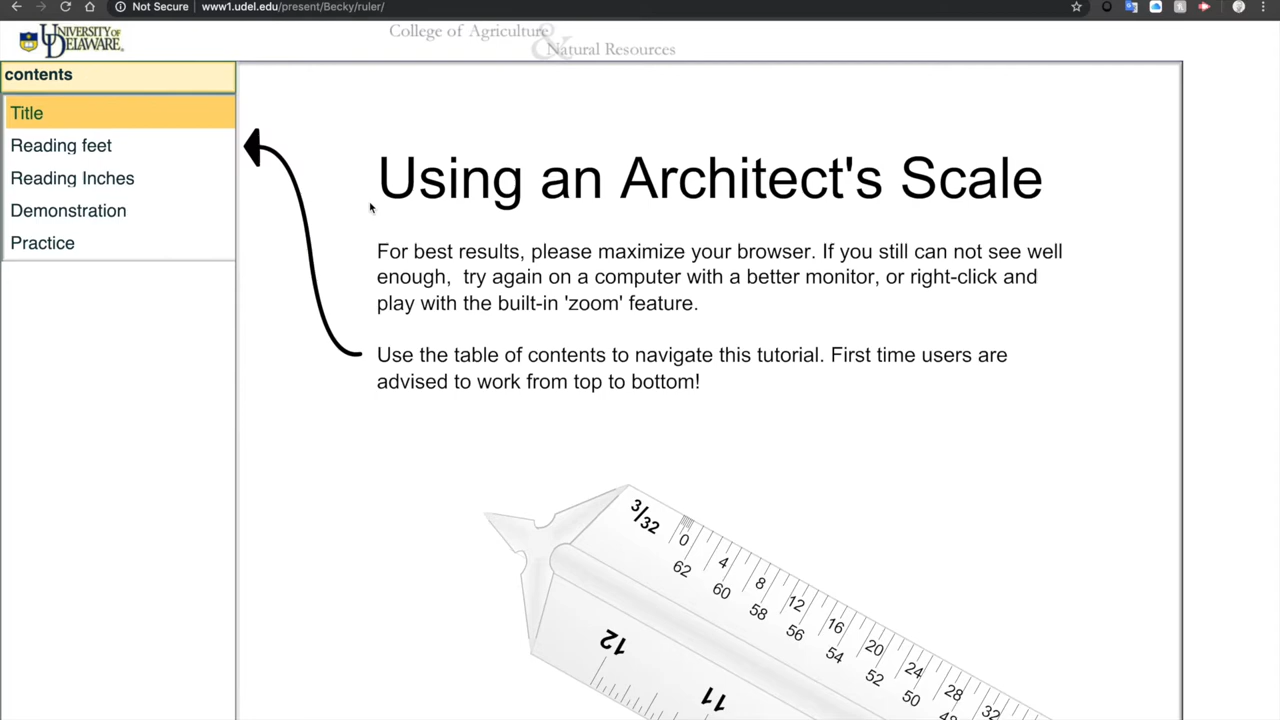 Not Secure
www1.udel.edu/present/Becky/ruler/
UNIVERSITY OF
DELAWARE
College of Agriculture
&
Natural Resources
contents
Title
Reading feet
Reading Inches
Demonstration
Practice
Using an Architect's Scale
For best results, please maximize your browser. If you still can not see well
enough, try again on a computer with a better monitor, or right-click and
play with the built-in 'zoom' feature.
Use the table of contents to navigate this tutorial. First time users are
advised to work from top to bottom!
3/32
0 4 8 12 16 20 24 28 32
62 60 58 56 54 52 50 48
12 11